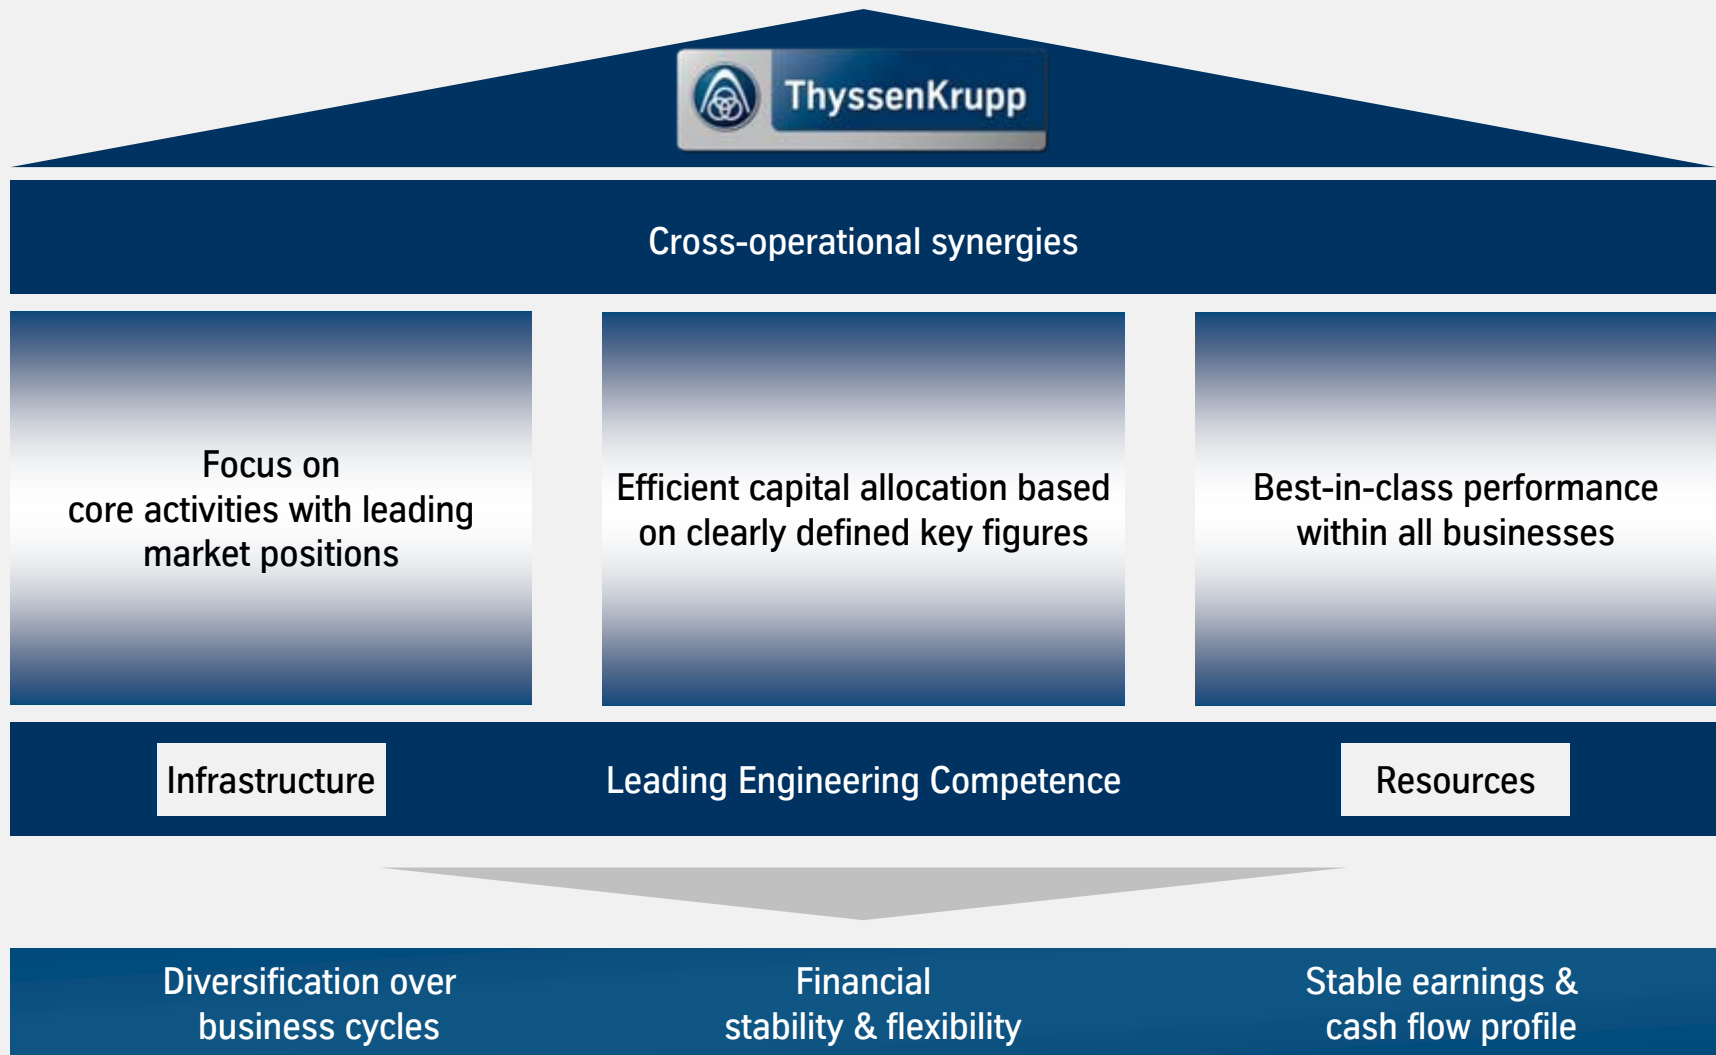 ThyssenKrupp
Cross-operational synergies
Focus on
core activities with leading
market positions
Efficient capital allocation based
on clearly defined key figures
Best-in-class performance
within all businesses
Infrastructure
Leading Engineering Competence
Resources
Diversification over
business cycles
Financial
stability & flexibility
Stable earnings &
cash flow profile